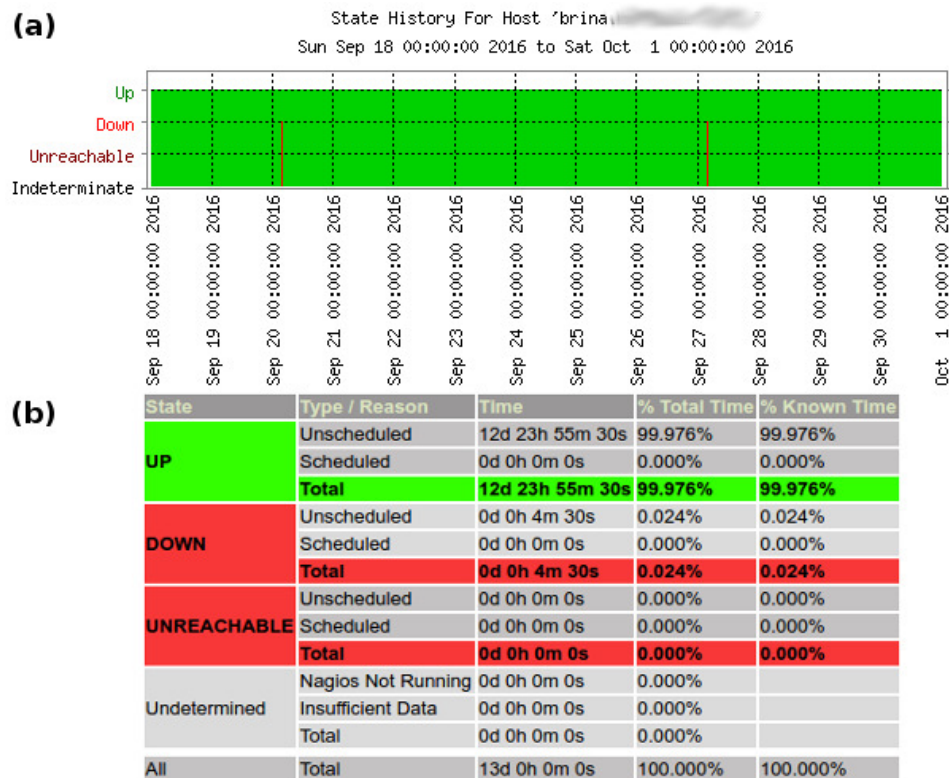 (a)
State History For Host 'brina
Sun Sep 18 00:00:00 2016 to Sat Oct  1 00:00:00 2016
Up
Down
Unreachable
Indeterminate
Sep 18 00:00:00 2016
Sep 19 00:00:00 2016
Sep 20 00:00:00 2016
Sep 21 00:00:00 2016
Sep 22 00:00:00 2016
Sep 23 00:00:00 2016
Sep 24 00:00:00 2016
Sep 25 00:00:00 2016
Sep 26 00:00:00 2016
Sep 27 00:00:00 2016
Sep 28 00:00:00 2016
Sep 29 00:00:00 2016
Sep 30 00:00:00 2016
Oct  1 00:00:00 2016
(b)
State Type / Reason Time % Total Time % Known Time
UP
Unscheduled 12d 23h 55m 30s 99.976% 99.976%
Scheduled 0d 0h 0m 0s 0.000% 0.000%
Total 12d 23h 55m 30s 99.976% 99.976%
DOWN
Unscheduled 0d 0h 4m 30s 0.024% 0.024%
Scheduled 0d 0h 0m 0s 0.000% 0.000%
Total 0d 0h 4m 30s 0.024% 0.024%
UNREACHABLE
Unscheduled 0d 0h 0m 0s 0.000% 0.000%
Scheduled 0d 0h 0m 0s 0.000% 0.000%
Total 0d 0h 0m 0s 0.000% 0.000%
Undetermined
Nagios Not Running 0d 0h 0m 0s 0.000%
Insufficient Data 0d 0h 0m 0s 0.000%
Total 0d 0h 0m 0s 0.000%
All Total 13d 0h 0m 0s 100.000% 100.000%